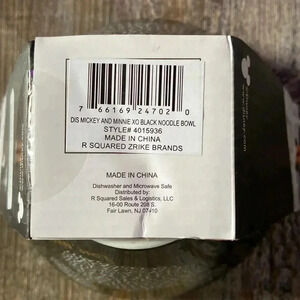 7 66169 24702 0
DIS MICKEY AND MINNIE XO BLACK NOODLE BOWL
STYLE# 4015936
MADE IN CHINA
R SQUARED ZRIKE BRANDS
MADE IN CHINA
Dishwasher and Microwave Safe
Distributed by:
R Squared Sales & Logistics, LLC
16-00 Route 208 S.
Fair Lawn, NJ 07410